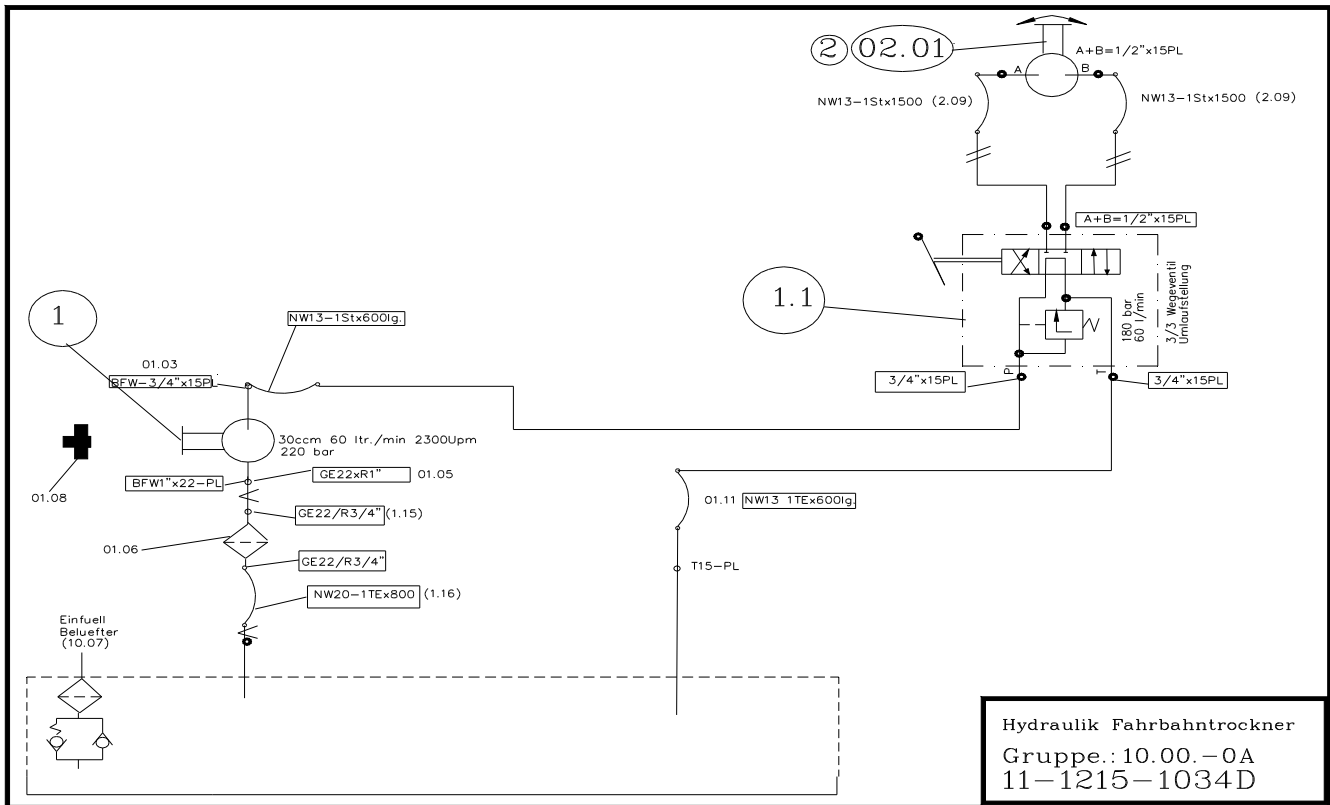 2
02.01
A+B=1/2"x15PL
A
B
NW13-1Stx1500 (2.09)
NW13-1Stx1500 (2.09)
A+B=1/2"x15PL
1.1
180 bar
60 l/min
3/3 Wegeventil
Umlaufstellung
P
T
3/4"x15PL
3/4"x15PL
1
NW13-1Stx600lg.
01.03
BFW-3/4"x15PL
30ccm 60 ltr./min 2300Upm
220 bar
01.08
BFW1"x22-PL
GE22xR1"
01.05
GE22/R3/4"
(1.15)
01.06
GE22/R3/4"
NW20-1TEx800
(1.16)
01.11
NW13 1TEx600lg.
T15-PL
Einfuell
Beluefter
(10.07)
Hydraulik Fahrbahntrockner
Gruppe.: 10.00.-0A
11-1215-1034D